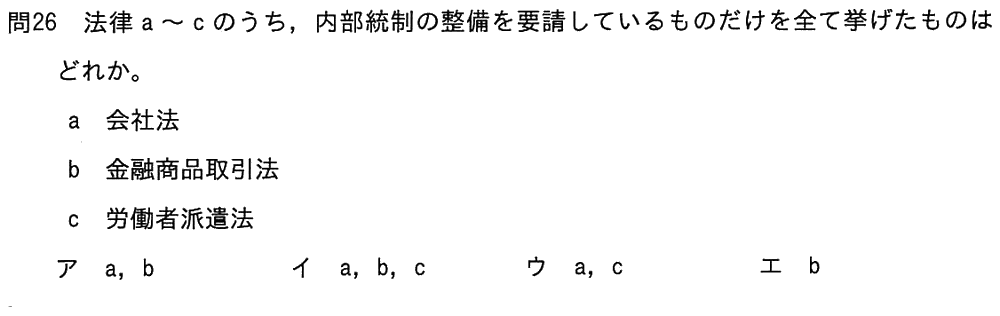 問26 法律 a ～ c のうち，内部統制の整備を要請しているものだけを全て挙げたものは
どれか。
a 会社法
b 金融商品取引法
c 労働者派遣法
ア a，b イ a，b，c ウ a，c エ b